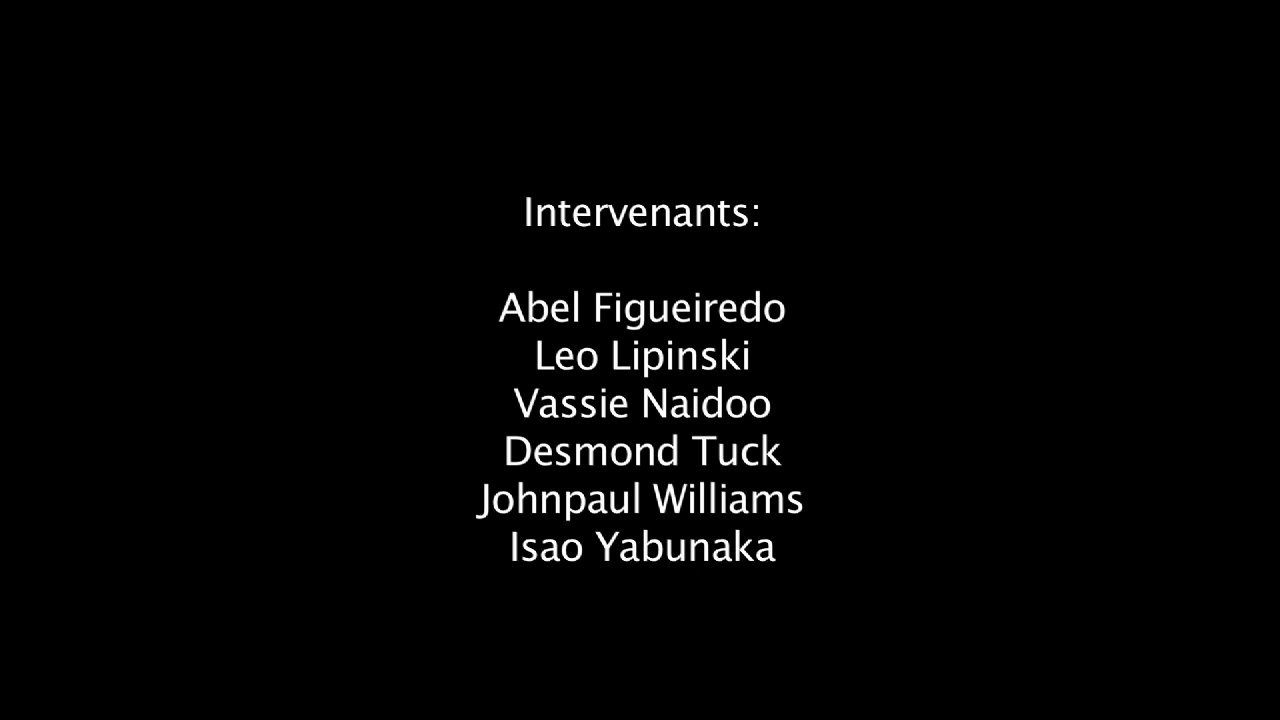 Intervenants:
Abel Figueiredo
Leo Lipinski
Vassie Naidoo
Desmond Tuck
Johnpaul Williams
Isao Yabunaka